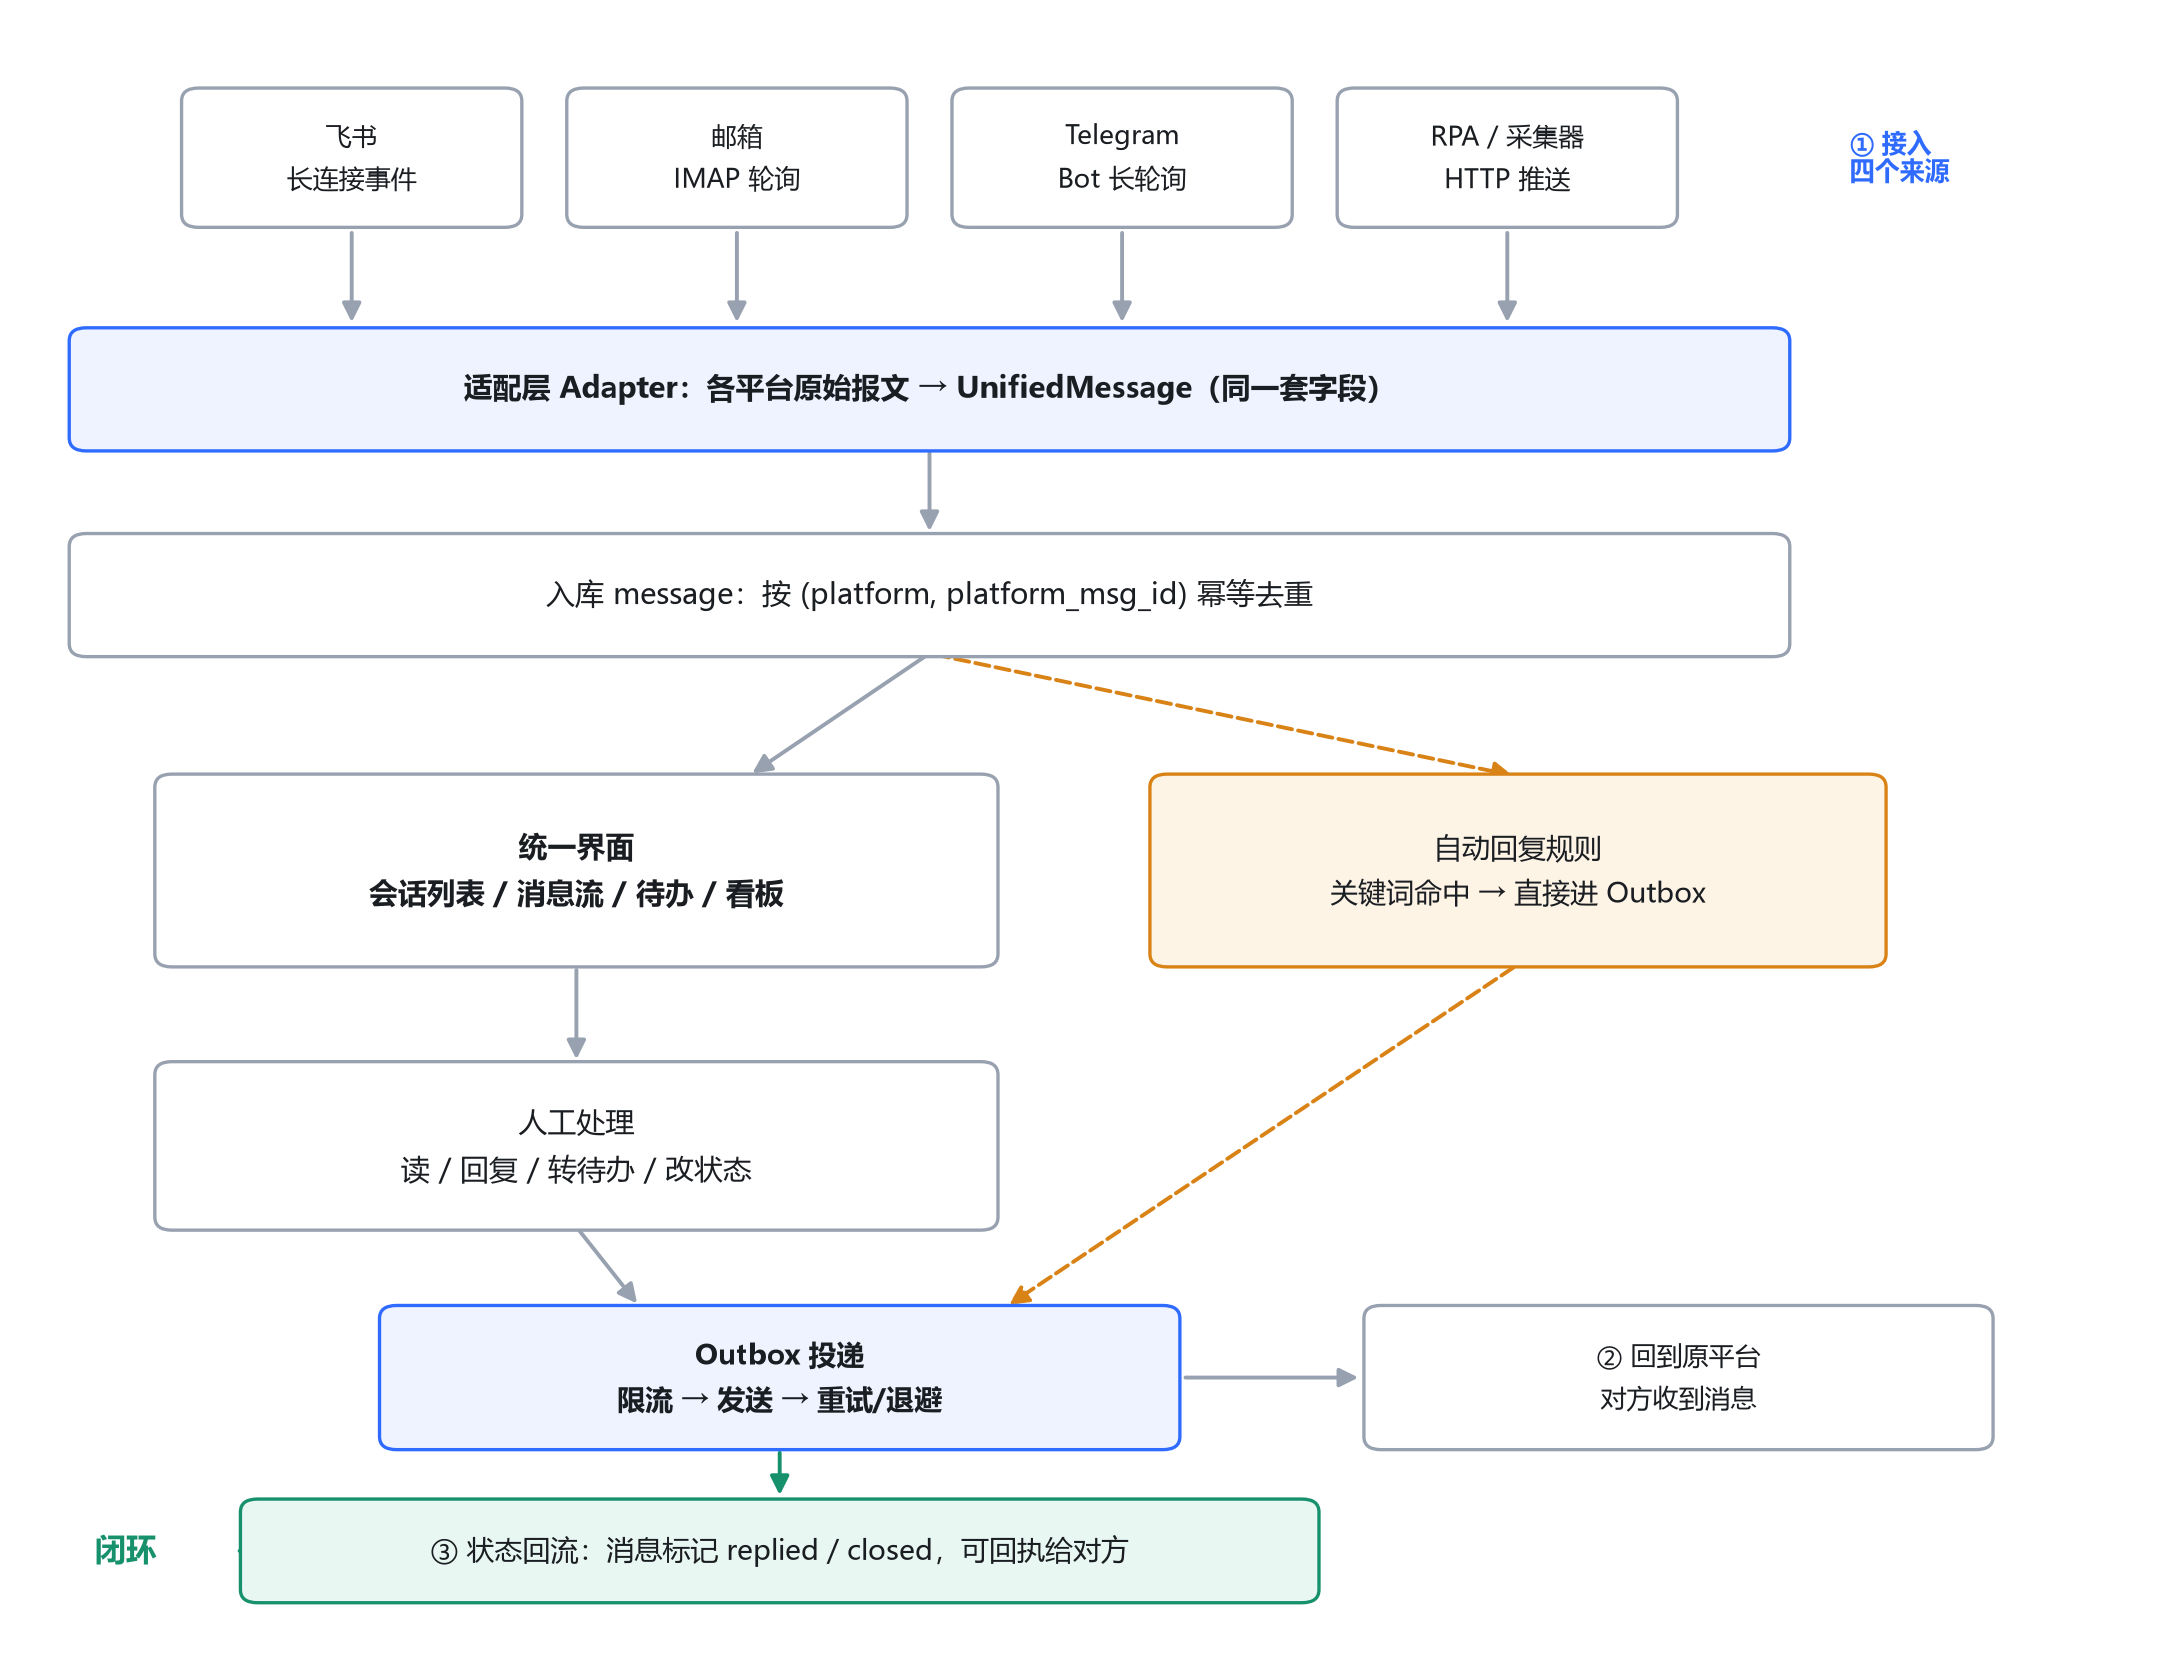 飞书
长连接事件
邮箱
IMAP 轮询
Telegram
Bot 长轮询
RPA / 采集器
HTTP 推送
① 接入
四个来源
适配层 Adapter：各平台原始报文 → UnifiedMessage（同一套字段）
入库 message：按 (platform, platform_msg_id) 幂等去重
统一界面
会话列表 / 消息流 / 待办 / 看板
自动回复规则
关键词命中 → 直接进 Outbox
人工处理
读 / 回复 / 转待办 / 改状态
Outbox 投递
限流 → 发送 → 重试/退避
② 回到原平台
对方收到消息
闭环
③ 状态回流：消息标记 replied / closed，可回执给对方